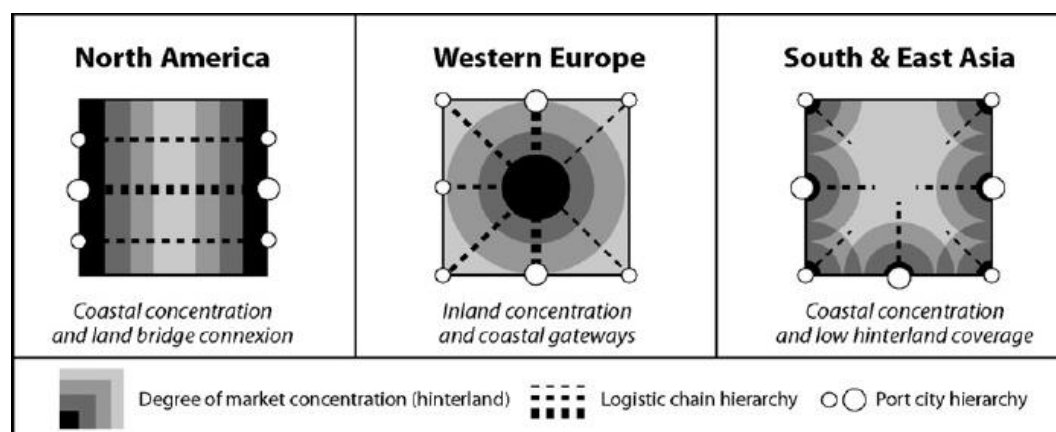 North America
Western Europe
South & East Asia
Coastal concentration
and land bridge connexion
Inland concentration
and coastal gateways
Coastal concentration
and low hinterland coverage
Degree of market concentration (hinterland)
Logistic chain hierarchy
Port city hierarchy